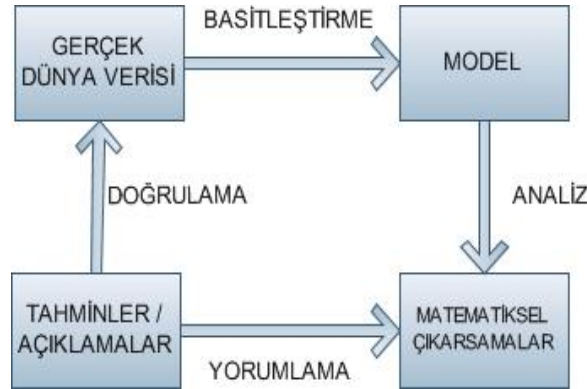 BASİTLEŞTİRME
GERÇEK
DÜNYA VERİSİ
MODEL
DOĞRULAMA
ANALİZ
TAHMİNLER /
AÇIKLAMALAR
MATEMATİKSEL
ÇIKARSAMALAR
YORUMLAMA